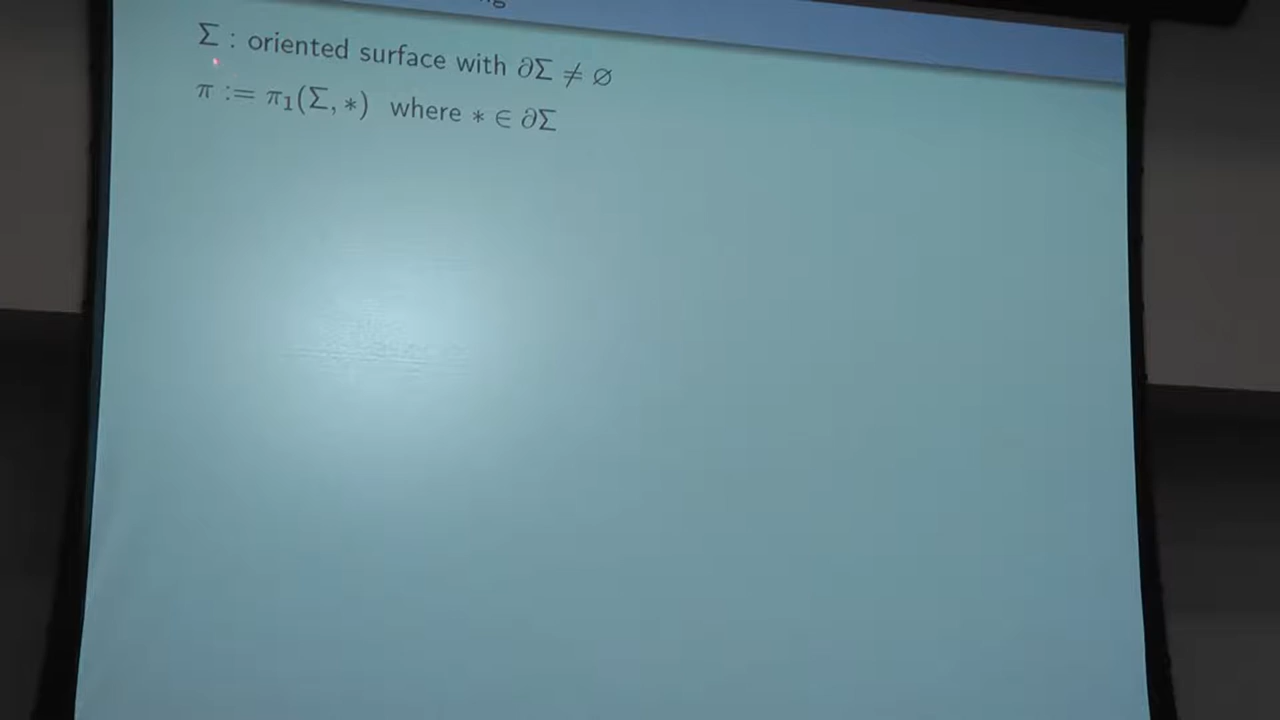 Σ : oriented surface with ∂Σ ≠ ∅
π := π₁(Σ, *) where * ∈ ∂Σ